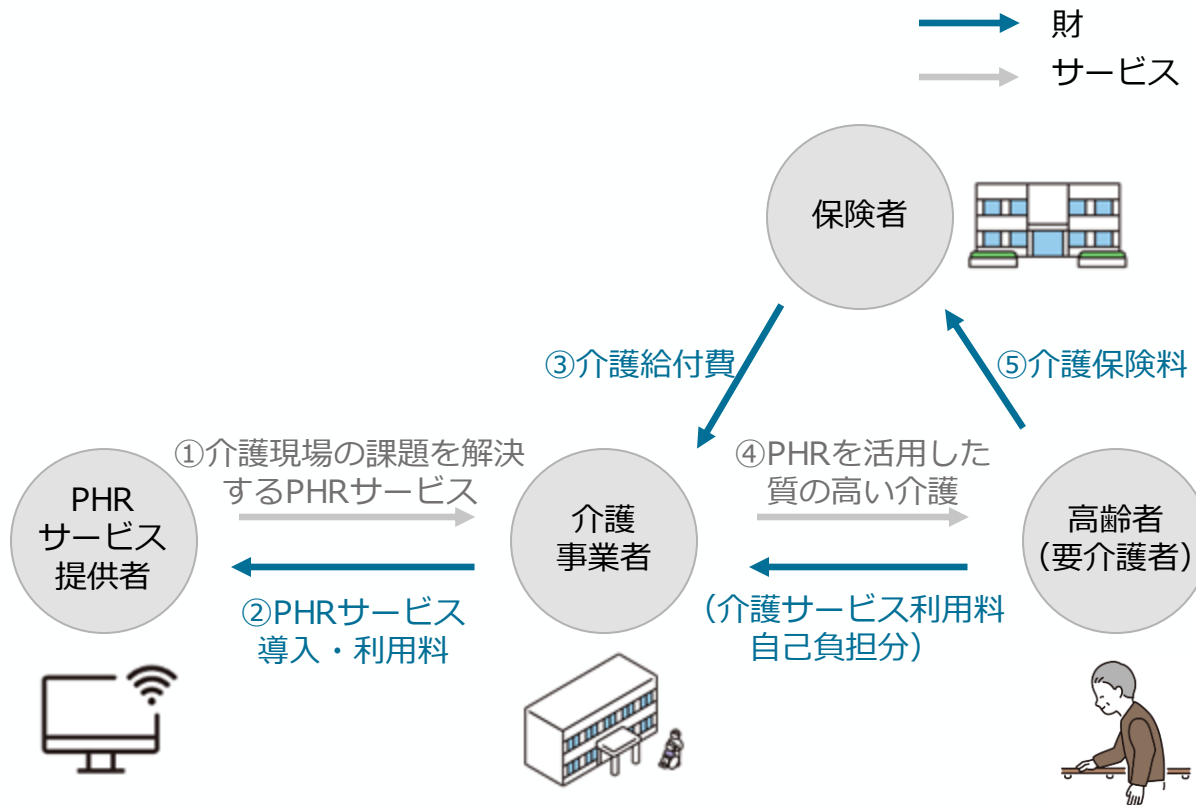 財
サービス
保険者
③介護給付費
⑤介護保険料
①介護現場の課題を解決
するPHRサービス
④PHRを活用した
質の高い介護
PHR
サービス
提供者
介護
事業者
高齢者
（要介護者）
②PHRサービス
導入・利用料
（介護サービス利用料
自己負担分）